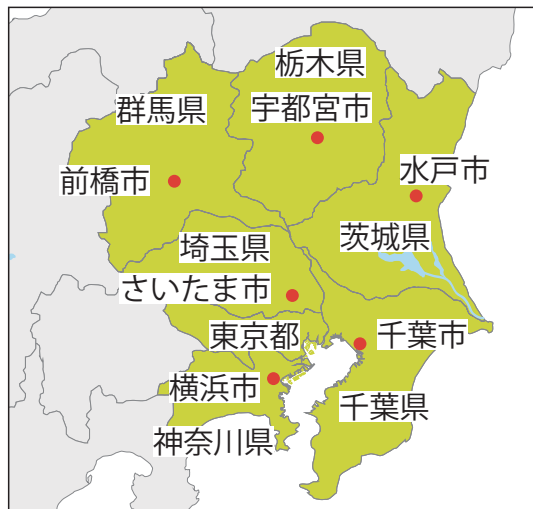 栃木県
宇都宮市
群馬県
前橋市
水戸市
茨城県
埼玉県
さいたま市
東京都
千葉市
横浜市
千葉県
神奈川県